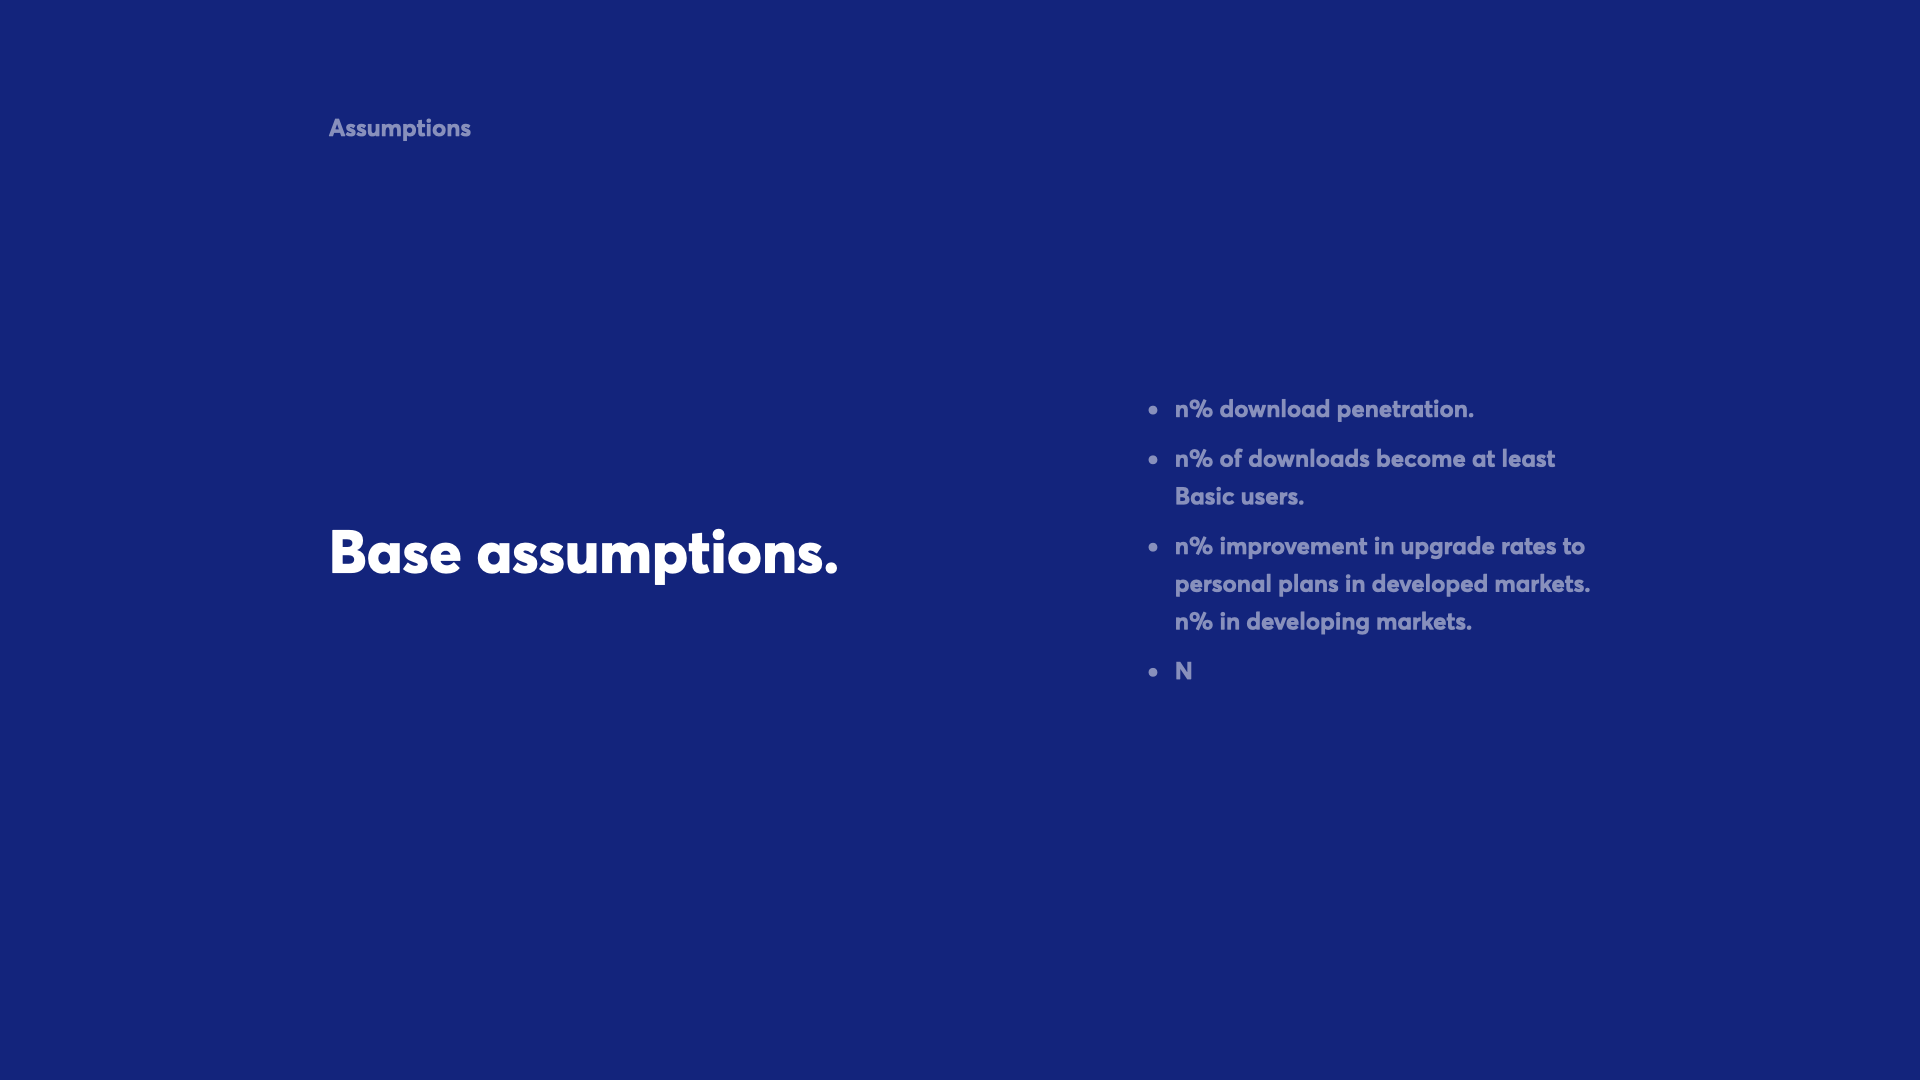 Assumptions
Base assumptions.
• n% download penetration.
• n% of downloads become at least
Basic users.
• n% improvement in upgrade rates to
personal plans in developed markets.
n% in developing markets.
• N